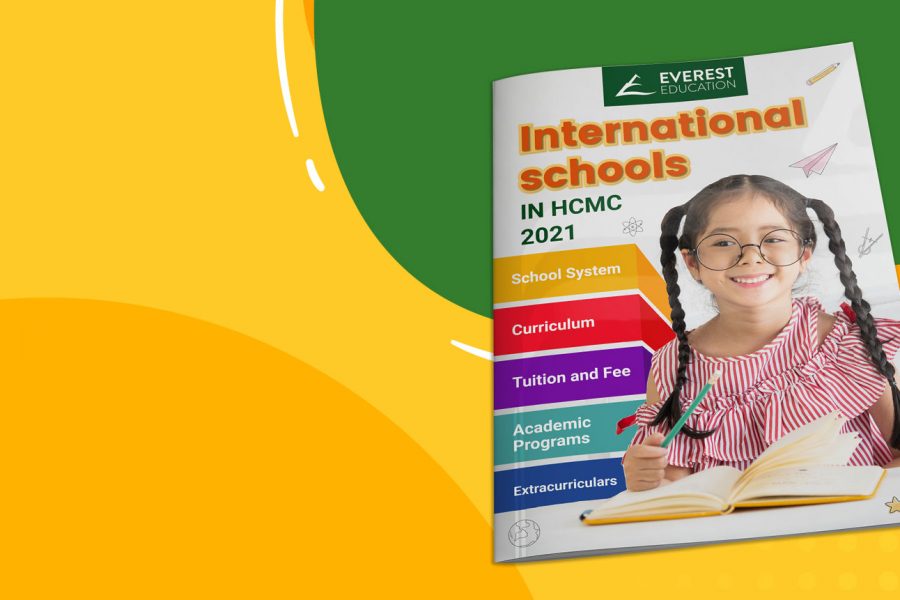 EVEREST
EDUCATION
International
schools
IN HCMC
2021
School System
Curriculum
Tuition and Fee
Academic
Programs
Extracurriculars